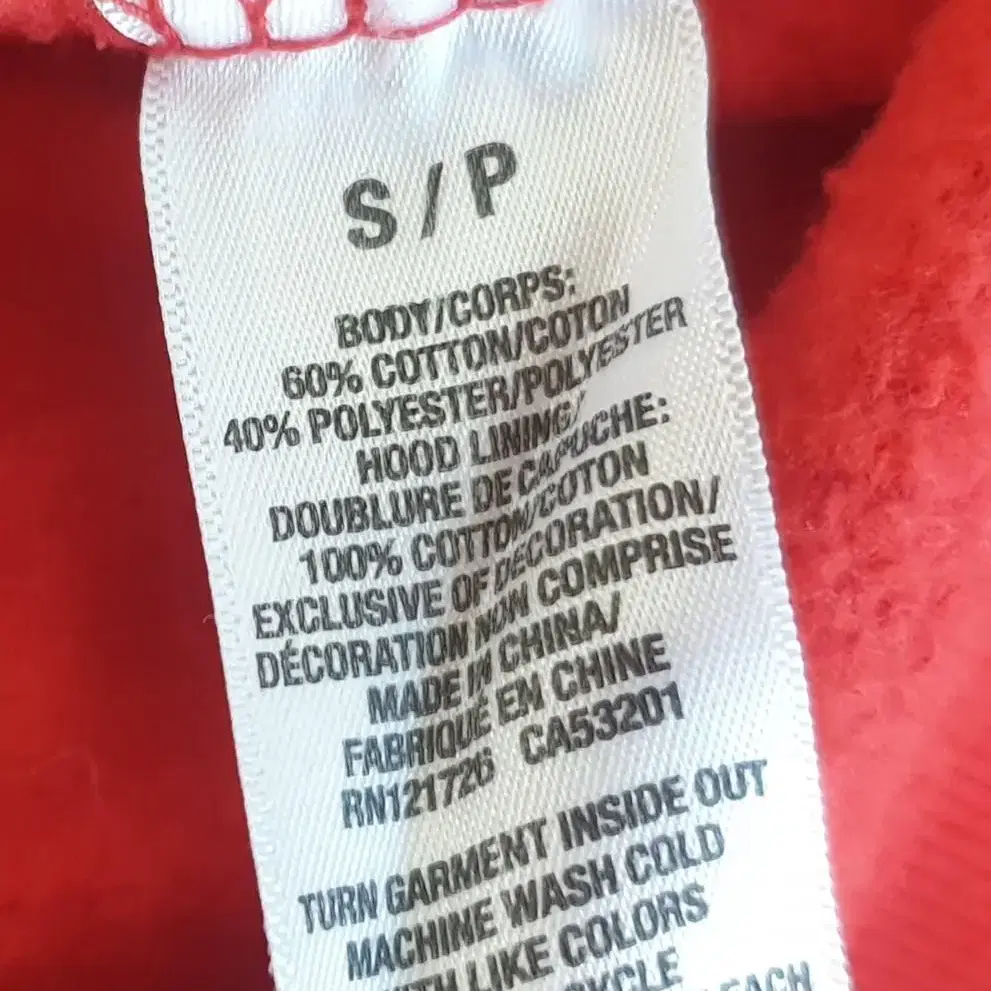 S/P
BODY/CORPS:
60% COTTON/COTON
40% POLYESTER/POLYESTER
HOOD LINING/
DOUBLURE DE CAPUCHE:
100% COTTON/COTON
EXCLUSIVE OF DECORATION/
DÉCORATION NON COMPRISE
MADE IN CHINA/
FABRIQUÉ EN CHINE
RN121726 CA53201
TURN GARMENT INSIDE OUT
MACHINE WASH COLD
LIKE COLORS